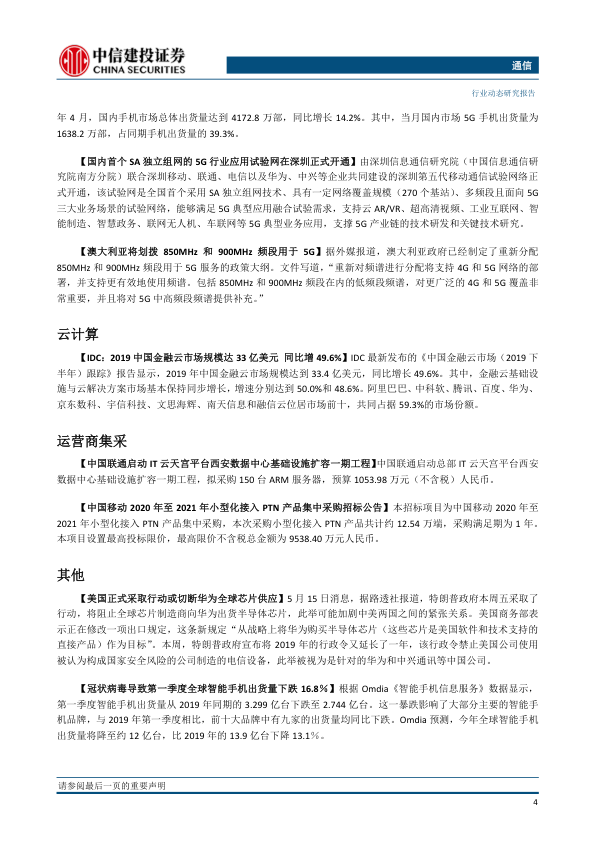 中信建投证券
CHINA SECURITIES
通信
行业动态研究报告
年 4 月，国内手机市场总体出货量达到 4172.8 万部，同比增长 14.2%。其中，当月国内市场 5G 手机出货量为
1638.2 万部，占同期手机出货量的 39.3%。
【国内首个 SA 独立组网的 5G 行业应用试验网在深圳正式开通】由深圳信息通信研究院（中国信息通信研
究院南方分院）联合深圳移动、联通、电信以及华为、中兴等企业共同建设的深圳第五代移动通信试验网络正
式开通，该试验网是全国首个采用 SA 独立组网技术、具有一定网络覆盖规模（270 个基站）、多频段且面向 5G
三大业务场景的试验网络，能够满足 5G 典型应用融合试验需求，支持云 AR/VR、超高清视频、工业互联网、智
能制造、智慧政务、联网无人机、车联网等 5G 典型业务应用，支撑 5G 产业链的技术研发和关键技术研究。
【澳大利亚将划拨 850MHz 和 900MHz 频段用于 5G】据外媒报道，澳大利亚政府已经制定了重新分配
850MHz 和 900MHz 频段用于 5G 服务的政策大纲。文件写道，“重新对频谱进行分配将支持 4G 和 5G 网络的部
署，并支持更有效地使用频谱。包括 850MHz 和 900MHz 频段在内的低频段频谱，对更广泛的 4G 和 5G 覆盖非
常重要，并且将对 5G 中高频段频谱提供补充。”
云计算
【IDC：2019 中国金融云市场规模达 33 亿美元 同比增 49.6%】IDC 最新发布的《中国金融云市场（2019 下
半年）跟踪》报告显示，2019 年中国金融云市场规模达到 33.4 亿美元，同比增长 49.6%。其中，金融云基础设
施与云解决方案市场基本保持同步增长，增速分别达到 50.0%和 48.6%。阿里巴巴、中科软、腾讯、百度、华为、
京东数科、宇信科技、文思海辉、南天信息和融信云位居市场前十，共同占据 59.3%的市场份额。
运营商集采
【中国联通启动 IT 云天宫平台西安数据中心基础设施扩容一期工程】中国联通启动总部 IT 云天宫平台西安
数据中心基础设施扩容一期工程，拟采购 150 台 ARM 服务器，预算 1053.98 万元（不含税）人民币。
【中国移动 2020 年至 2021 年小型化接入 PTN 产品集中采购招标公告】本招标项目为中国移动 2020 年至
2021 年小型化接入 PTN 产品集中采购，本次采购小型化接入 PTN 产品共计约 12.54 万端，采购满足期为 1 年。
本项目设置最高投标限价，最高限价不含税总金额为 9538.40 万元人民币。
其他
【美国正式采取行动或切断华为全球芯片供应】5 月 15 日消息，据路透社报道，特朗普政府本周五采取了
行动，将阻止全球芯片制造商向华为出货半导体芯片，此举可能加剧中美两国之间的紧张关系。美国商务部表
示正在修改一项出口规定，这条新规定“从战略上将华为购买半导体芯片（这些芯片是美国软件和技术支持的
直接产品）作为目标”。本周，特朗普政府宣布将 2019 年的行政令又延长了一年，该行政令禁止美国公司使用
被认为构成国家安全风险的公司制造的电信设备，此举被视为是针对的华为和中兴通讯等中国公司。
【冠状病毒导致第一季度全球智能手机出货量下跌 16.8%】根据 Omdia《智能手机信息服务》数据显示，
第一季度智能手机出货量从 2019 年同期的 3.299 亿台下跌至 2.744 亿台。这一暴跌影响了大部分主要的智能手
机品牌，与 2019 年第一季度相比，前十大品牌中有九家的出货量均同比下跌。Omdia 预测，今年全球智能手机
出货量将降至约 12 亿台，比 2019 年的 13.9 亿台下降 13.1％。
请参阅最后一页的重要声明
4